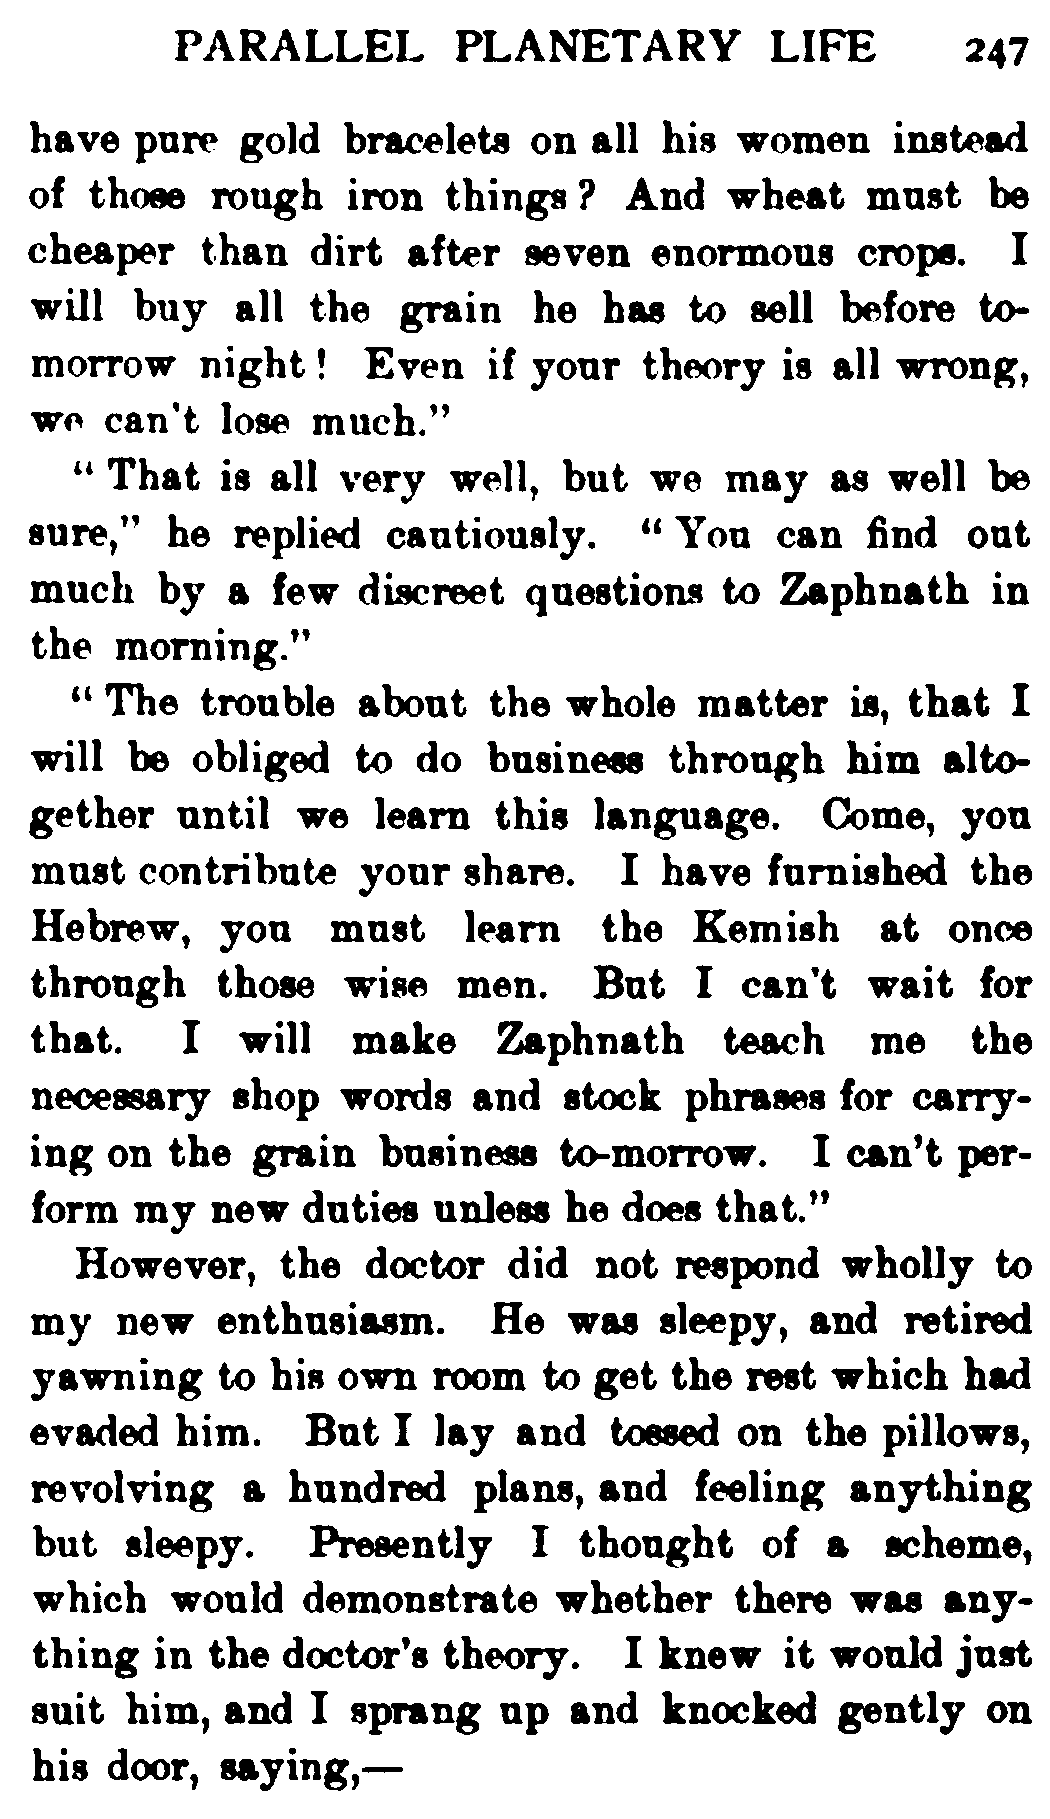 PARALLEL PLANETARY LIFE 247
have pure gold bracelets on all his women instead
of those rough iron things? And wheat must be
cheaper than dirt after seven enormous crops. I
will buy all the grain he has to sell before to-
morrow night! Even if your theory is all wrong,
we can't lose much."
"That is all very well, but we may as well be
sure," he replied cautiously. "You can find out
much by a few discreet questions to Zaphnath in
the morning."
"The trouble about the whole matter is, that I
will be obliged to do business through him alto-
gether until we learn this language. Come, you
must contribute your share. I have furnished the
Hebrew, you must learn the Kemish at once
through those wise men. But I can't wait for
that. I will make Zaphnath teach me the
necessary shop words and stock phrases for carry-
ing on the grain business to-morrow. I can't per-
form my new duties unless he does that."
However, the doctor did not respond wholly to
my new enthusiasm. He was sleepy, and retired
yawning to his own room to get the rest which had
evaded him. But I lay and tossed on the pillows,
revolving a hundred plans, and feeling anything
but sleepy. Presently I thought of a scheme,
which would demonstrate whether there was any-
thing in the doctor's theory. I knew it would just
suit him, and I sprang up and knocked gently on
his door, saying,—